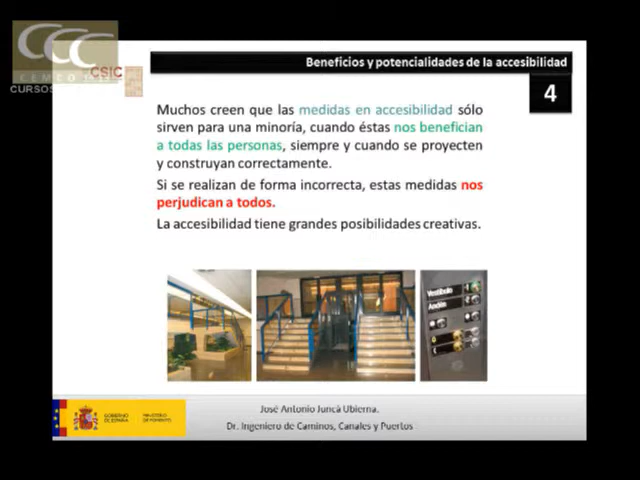 CCC
CEMCO
CSIC
CURSOS
Beneficios y potencialidades de la accesibilidad
4
Muchos creen que las medidas en accesibilidad sólo
sirven para una minoría, cuando éstas nos benefician
a todas las personas, siempre y cuando se proyecten
y construyan correctamente.
Si se realizan de forma incorrecta, estas medidas nos
perjudican a todos.
La accesibilidad tiene grandes posibilidades creativas.
Vestíbulo
Andén
GOBIERNO
DE ESPAÑA
MINISTERIO
DE FOMENTO
José Antonio Juncà Ubierna.
Dr. Ingeniero de Caminos, Canales y Puertos